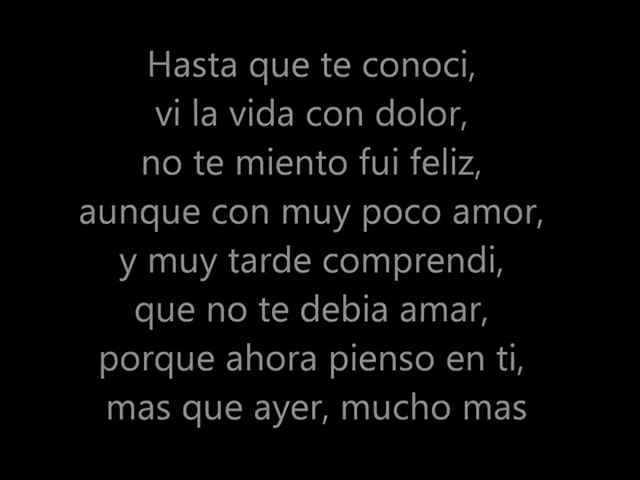 Hasta que te conoci,
vi la vida con dolor,
no te miento fui feliz,
aunque con muy poco amor,
y muy tarde comprendi,
que no te debia amar,
porque ahora pienso en ti,
mas que ayer, mucho mas